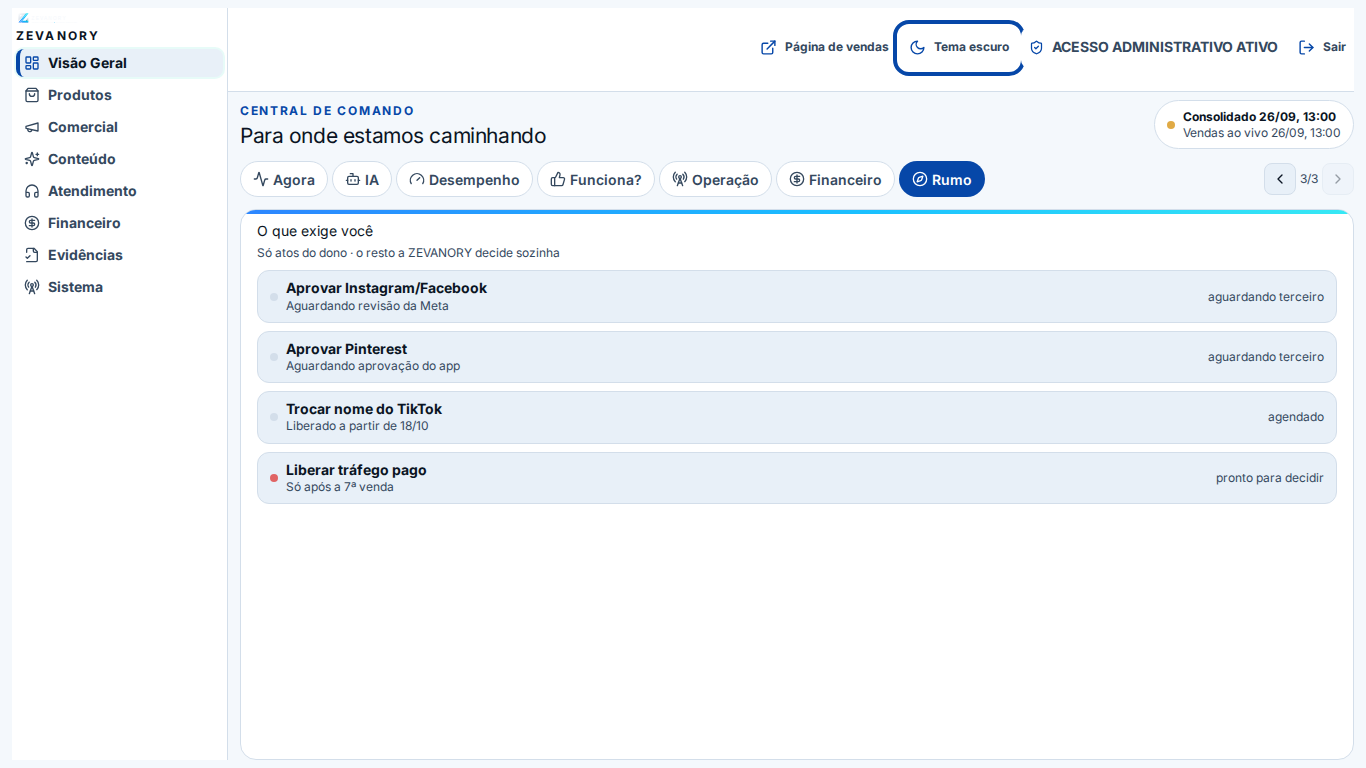 ZEVANORY
Visão Geral
Produtos
Comercial
Conteúdo
Atendimento
Financeiro
Evidências
Sistema
Página de vendas
Tema escuro
ACESSO ADMINISTRATIVO ATIVO
Sair
CENTRAL DE COMANDO
Para onde estamos caminhando
Consolidado 26/09, 13:00
Vendas ao vivo 26/09, 13:00
Agora
IA
Desempenho
Funciona?
Operação
Financeiro
Rumo
3/3
O que exige você
Só atos do dono · o resto a ZEVANORY decide sozinha
Aprovar Instagram/Facebook
Aguardando revisão da Meta
aguardando terceiro
Aprovar Pinterest
Aguardando aprovação do app
aguardando terceiro
Trocar nome do TikTok
Liberado a partir de 18/10
agendado
Liberar tráfego pago
Só após a 7ª venda
pronto para decidir